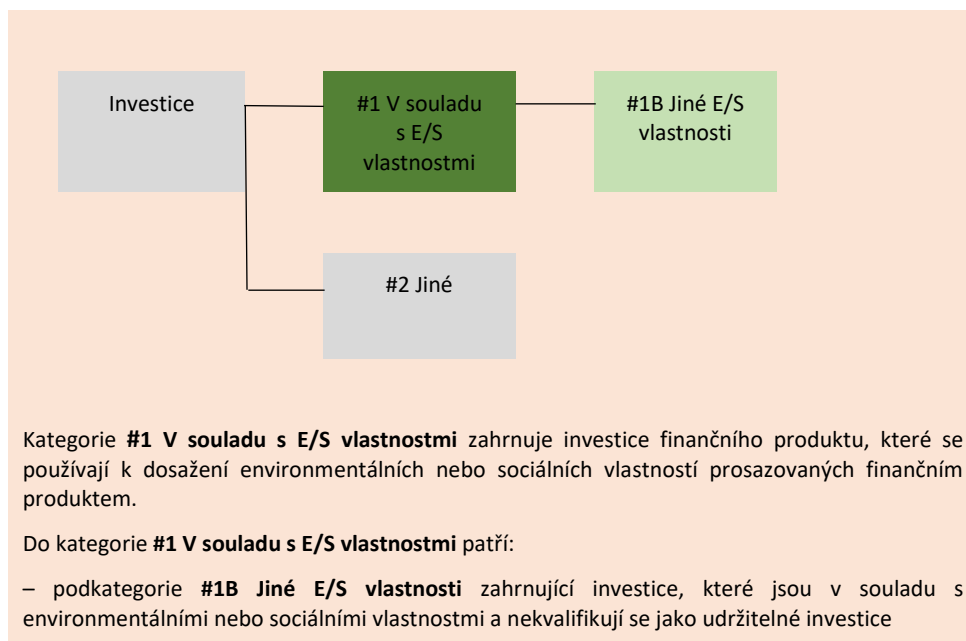 Investice
#1 V souladu
s E/S
vlastnostmi
#1B Jiné E/S
vlastnosti
#2 Jiné
Kategorie #1 V souladu s E/S vlastnostmi zahrnuje investice finančního produktu, které se
používají k dosažení environmentálních nebo sociálních vlastností prosazovaných finančním
produktem.
Do kategorie #1 V souladu s E/S vlastnostmi patří:
– podkategorie #1B Jiné E/S vlastnosti zahrnující investice, které jsou v souladu s
environmentálními nebo sociálními vlastnostmi a nekvalifikují se jako udržitelné investice